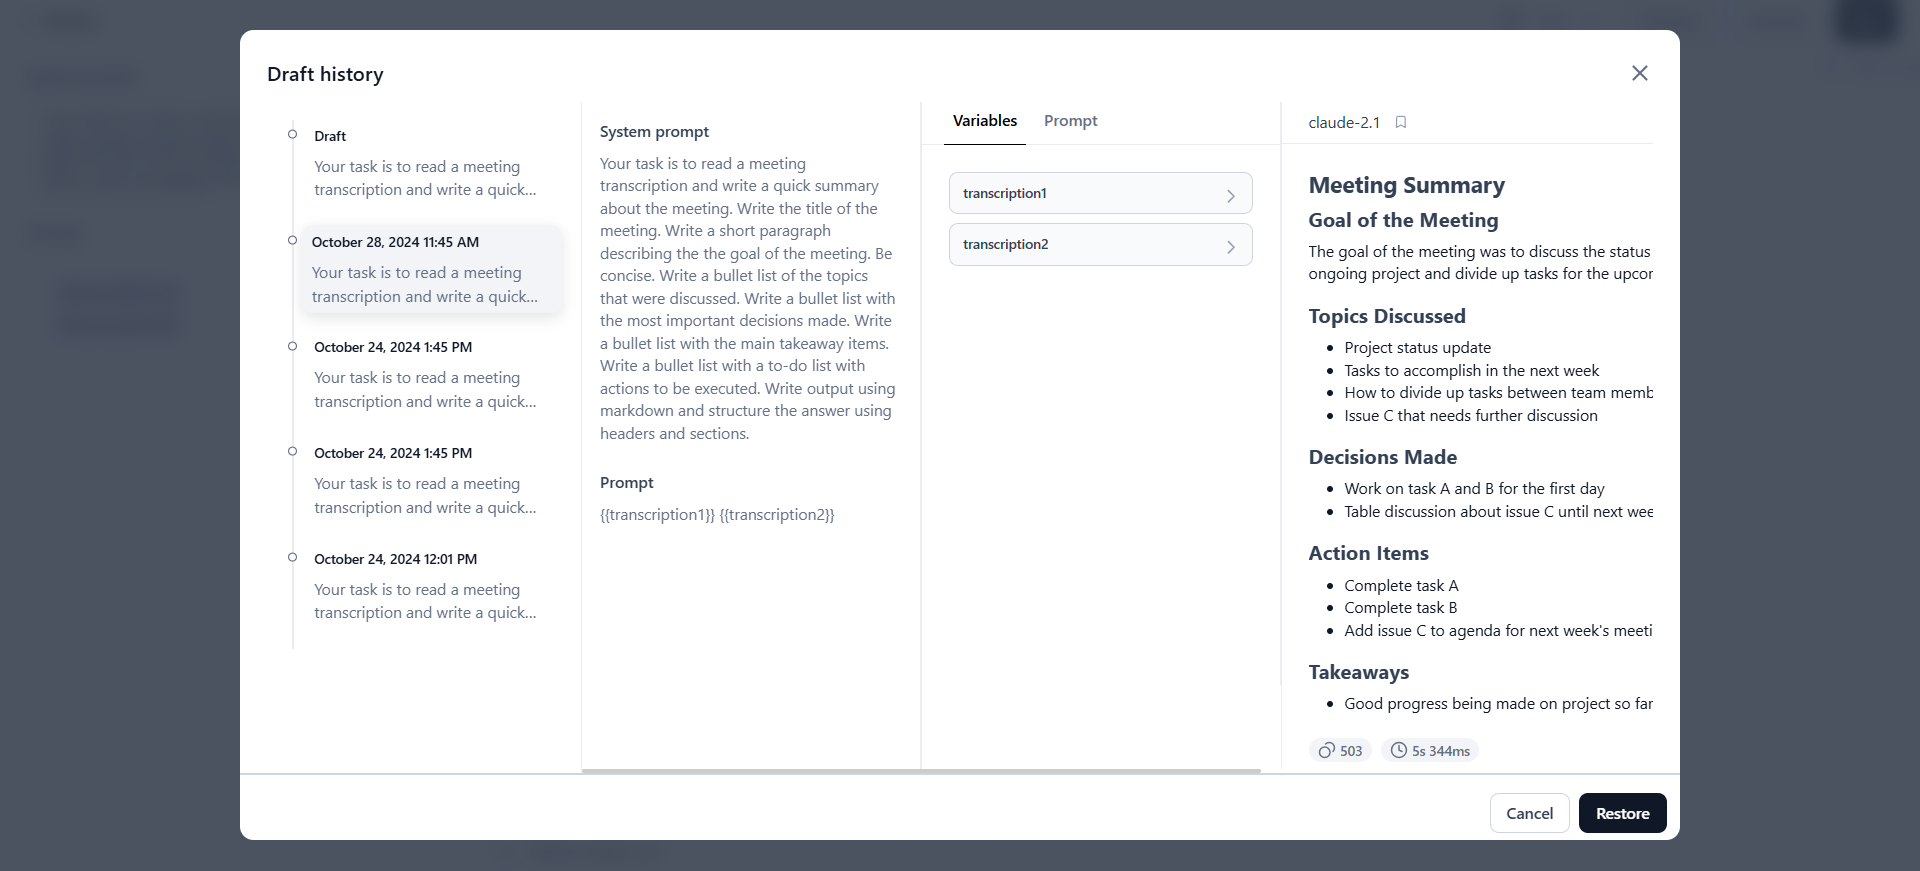 Draft history
Draft
Your task is to read a meeting
transcription and write a quick...
October 28, 2024 11:45 AM
Your task is to read a meeting
transcription and write a quick...
October 24, 2024 1:45 PM
Your task is to read a meeting
transcription and write a quick...
October 24, 2024 1:45 PM
Your task is to read a meeting
transcription and write a quick...
October 24, 2024 12:01 PM
Your task is to read a meeting
transcription and write a quick...
System prompt
Your task is to read a meeting
transcription and write a quick summary
about the meeting. Write the title of the
meeting. Write a short paragraph
describing the the goal of the meeting. Be
concise. Write a bullet list of the topics
that were discussed. Write a bullet list with
the most important decisions made. Write
a bullet list with the main takeaway items.
Write a bullet list with a to-do list with
actions to be executed. Write output using
markdown and structure the answer using
headers and sections.
Prompt
{{transcription1}} {{transcription2}}
Variables Prompt
transcription1
transcription2
claude-2.1
Meeting Summary
Goal of the Meeting
The goal of the meeting was to discuss the status
ongoing project and divide up tasks for the upcor
Topics Discussed
• Project status update
• Tasks to accomplish in the next week
• How to divide up tasks between team memb
• Issue C that needs further discussion
Decisions Made
• Work on task A and B for the first day
• Table discussion about issue C until next wee
Action Items
• Complete task A
• Complete task B
• Add issue C to agenda for next week's meeti
Takeaways
• Good progress being made on project so far
503 5s 344ms
Cancel Restore